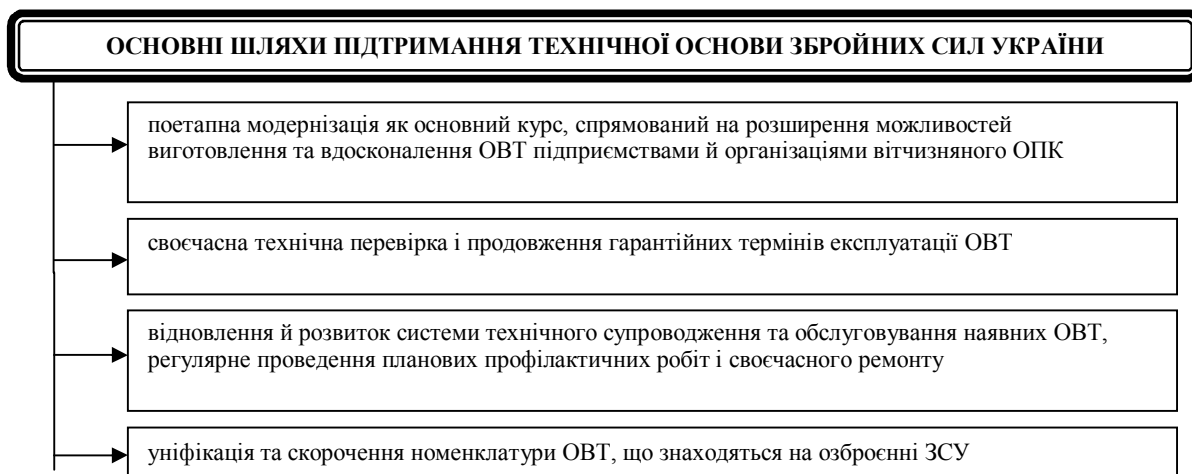 ОСНОВНІ ШЛЯХИ ПІДТРИМАННЯ ТЕХНІЧНОЇ ОСНОВИ ЗБРОЙНИХ СИЛ УКРАЇНИ
поетапна модернізація як основний курс, спрямований на розширення можливостей
виготовлення та вдосконалення ОВТ підприємствами й організаціями вітчизняного ОПК
своєчасна технічна перевірка і продовження гарантійних термінів експлуатації ОВТ
відновлення й розвиток системи технічного супроводження та обслуговування наявних ОВТ,
регулярне проведення планових профілактичних робіт і своєчасного ремонту
уніфікація та скорочення номенклатури ОВТ, що знаходяться на озброєнні ЗСУ